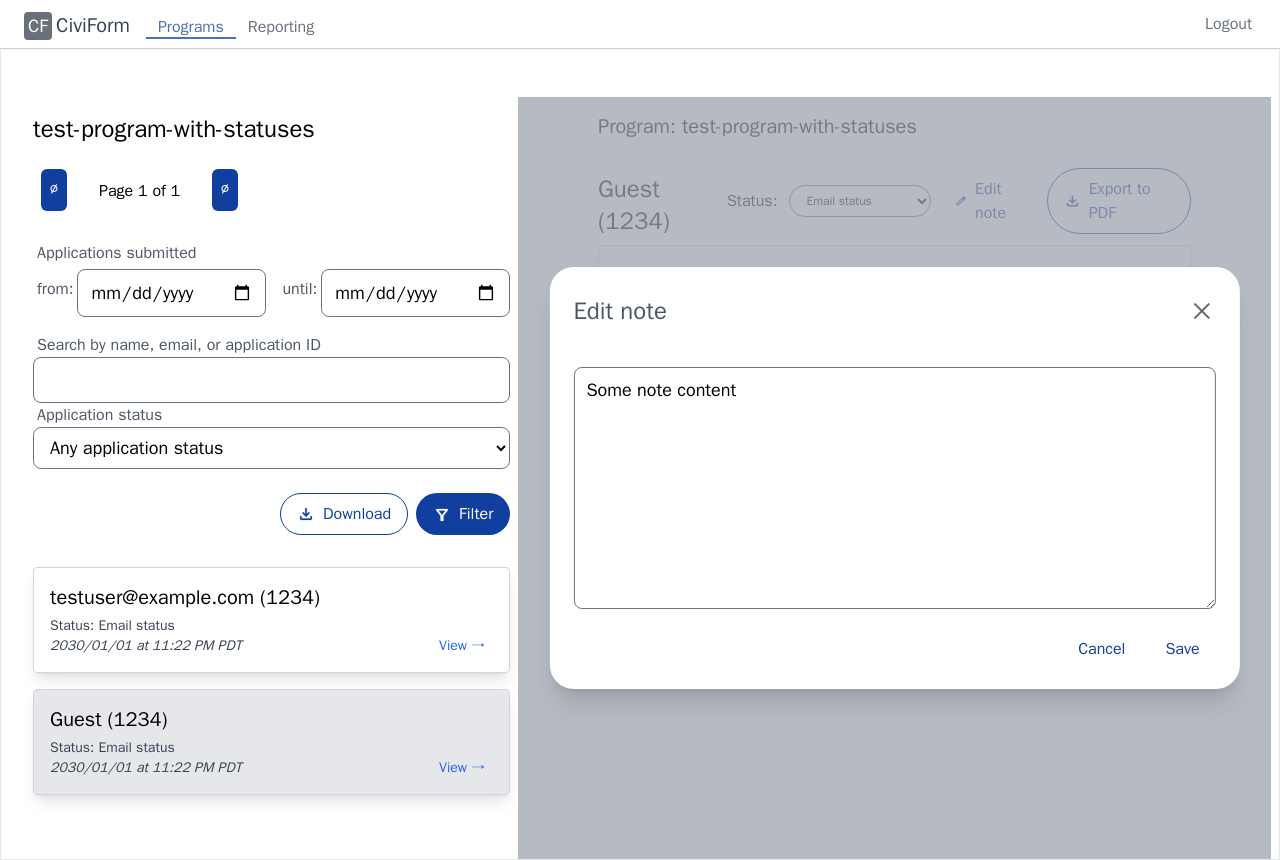 CF CiviForm Programs Reporting Logout
test-program-with-statuses
Page 1 of 1
Applications submitted
from: mm/dd/yyyy until: mm/dd/yyyy
Search by name, email, or application ID
Application status
Any application status
Download Filter
testuser@example.com (1234)
Status: Email status
2030/01/01 at 11:22 PM PDT View →
Guest (1234)
Status: Email status
2030/01/01 at 11:22 PM PDT View →
Program: test-program-with-statuses
Guest
(1234)
Status: Email status
Edit
note
Export to
PDF
Edit note
Some note content
Cancel Save